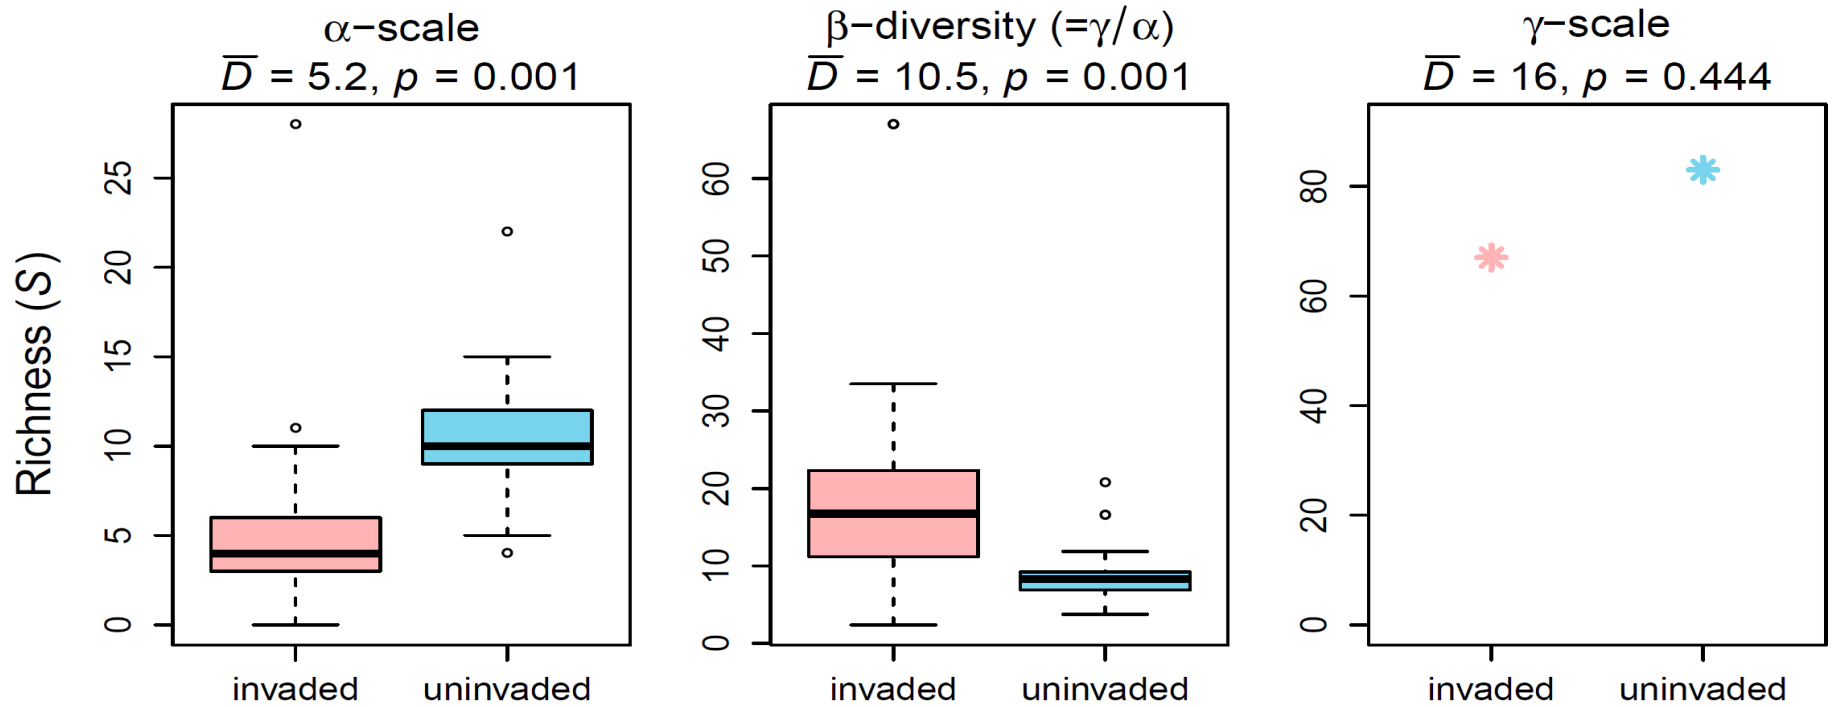 α−scale
D̅ = 5.2, p = 0.001
β−diversity (=γ/α)
D̅ = 10.5, p = 0.001
γ−scale
D̅ = 16, p = 0.444
Richness (S)
25
20
15
10
5
0
invaded
uninvaded
60
50
40
30
20
10
0
invaded
uninvaded
80
60
40
20
0
invaded
uninvaded